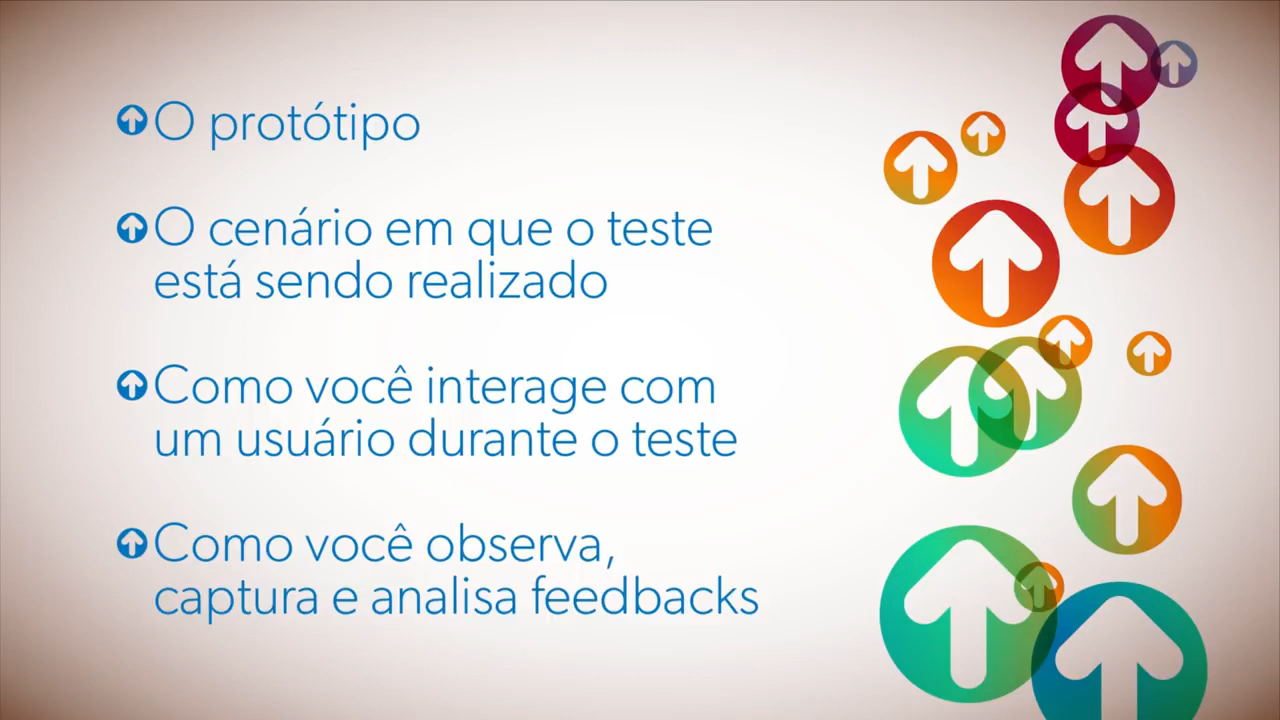 O protótipo
O cenário em que o teste
está sendo realizado
Como você interage com
um usuário durante o teste
Como você observa,
captura e analisa feedbacks